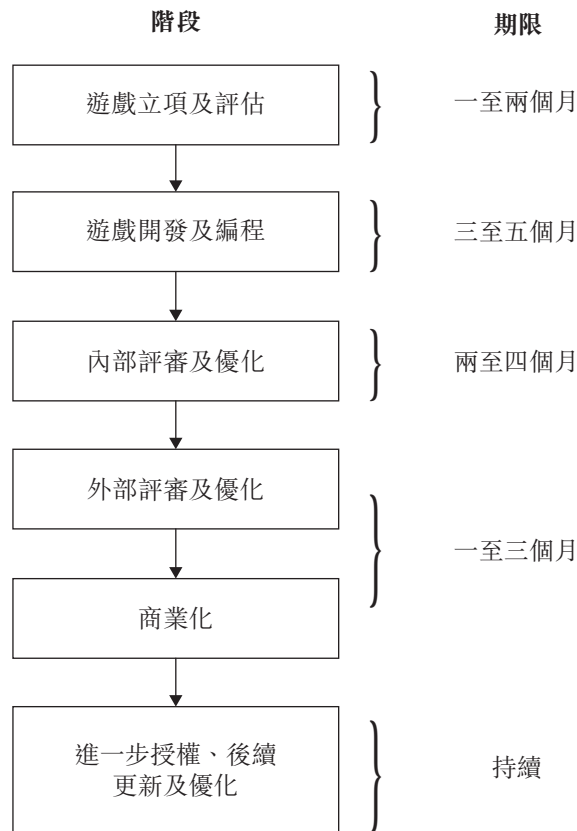 階段
期限
遊戲立項及評估
一至兩個月
遊戲開發及編程
三至五個月
內部評審及優化
兩至四個月
外部評審及優化
一至三個月
商業化
進一步授權、後續
更新及優化
持續